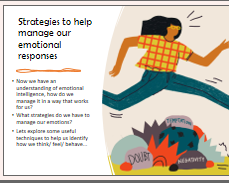 Strategies to help
manage our
emotional
responses
• Now we have an
understanding of emotional
intelligence, how do we
manage it in a way that works
for us?
• What strategies do we have to
manage our emotions?
• Lets explore some useful
techniques to help us identify
how we think/ feel/ behave...
DOUBT
NEGATIVITY